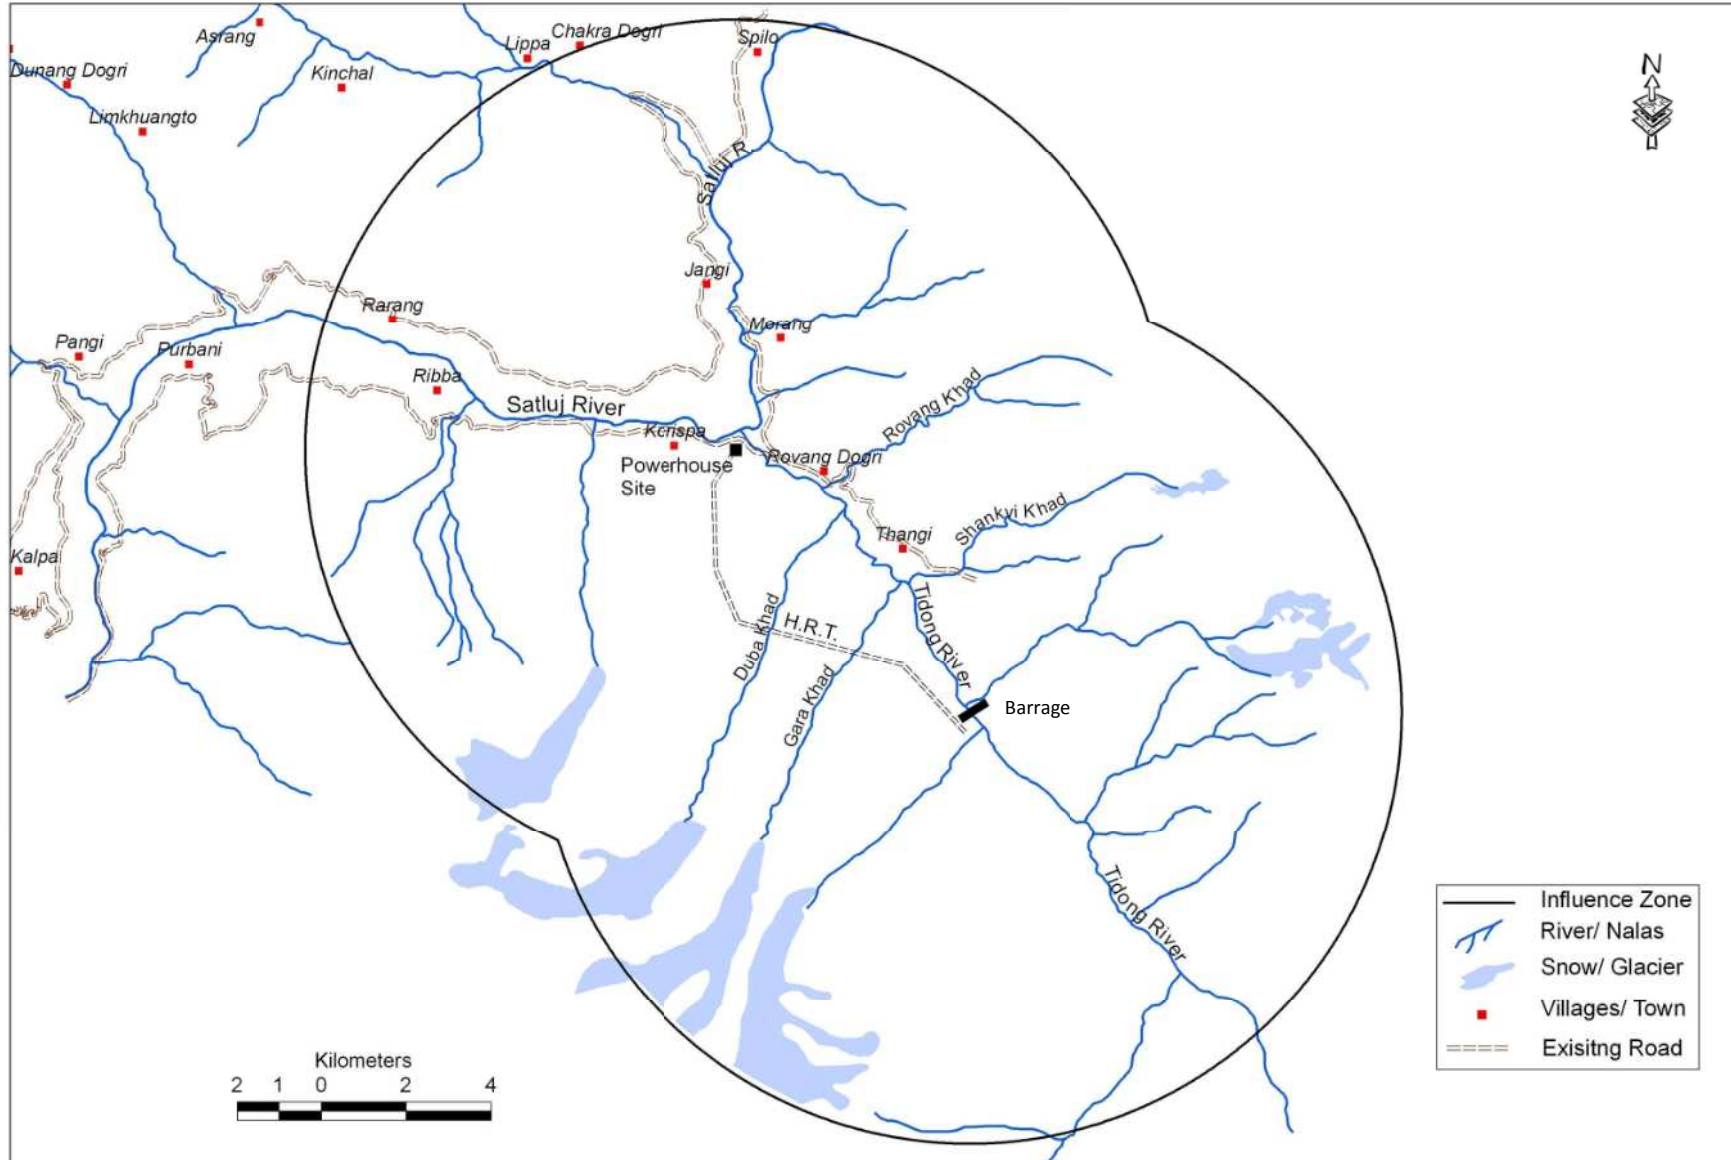 Asrang
Lippa
Chakra Dogri
Spilo
N
Dunang Dogri
Kinchal
Limkhuangto
Satluj R.
Jangi
Rarang
Morang
Pangi
Purbani
Ribba
Satluj River
Rovang Khad
Kerispa
Powerhouse
Site
Rovang Dogri
Shankvi Khad
Thangi
Kalpa
Tidong River
H.R.T.
Duba Khad
Gara Khad
Barrage
Tidong River
Influence Zone
River/ Nalas
Snow/ Glacier
Villages/ Town
Exisitng Road
Kilometers
2 1 0 2 4